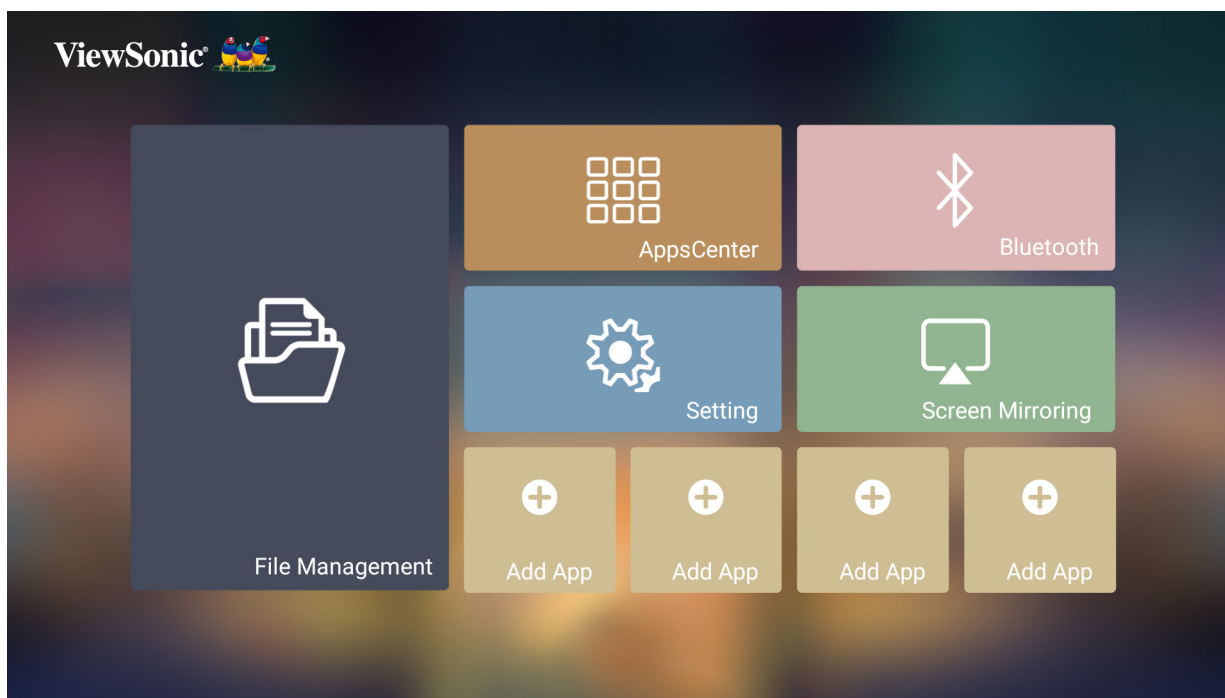 ViewSonic®
AppsCenter
Bluetooth
Setting
Screen Mirroring
File Management
Add App
Add App
Add App
Add App